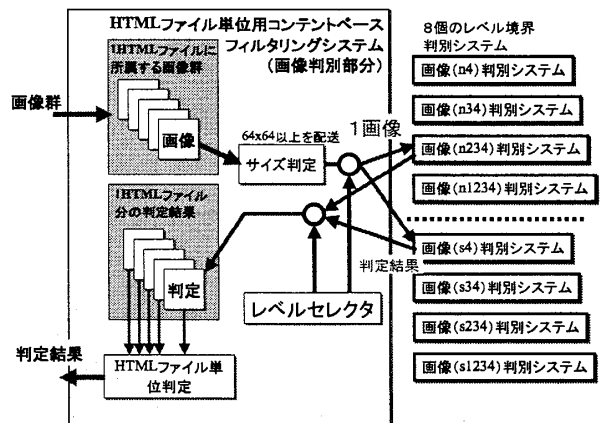 HTMLファイル単位用コンテントベース
フィルタリングシステム
(画像判別部分)
8個のレベル境界
判別システム
1HTMLファイルに
所属する画像群
画像群
画像
64x64以上を配送
サイズ判定
1画像
画像(n4)判別システム
画像(n34)判別システム
画像(n234)判別システム
画像(n1234)判別システム
1HTMLファイル
分の判定結果
判定
判定結果
レベルセレクタ
画像(s4)判別システム
画像(s34)判別システム
画像(s234)判別システム
画像(s1234)判別システム
判定結果
HTMLファイル単
位判定